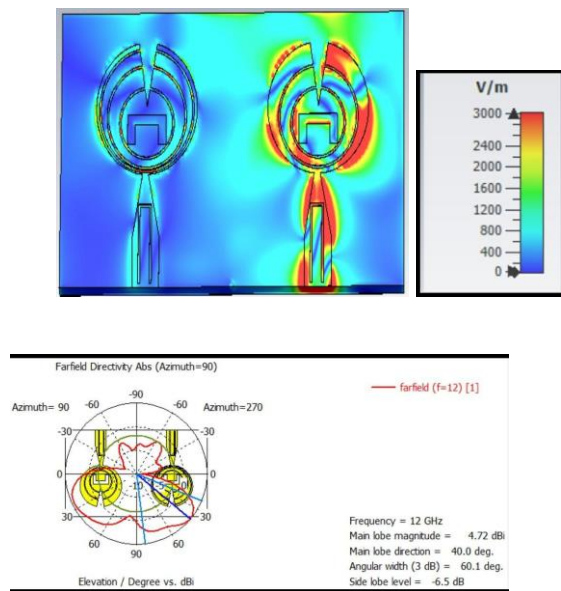 V/m
3000
2400
2000
1600
1200
800
400
0
Farfield Directivity Abs (Azimuth=90)
farfield (f=12) [1]
-90
-60
-60
Azimuth= 90
Azimuth=270
-30
-30
0
-10
-5
0
30
30
60
60
90
Frequency = 12 GHz
Main lobe magnitude = 4.72 dBi
Main lobe direction = 40.0 deg.
Angular width (3 dB) = 60.1 deg.
Side lobe level = -6.5 dB
Elevation / Degree vs. dBi